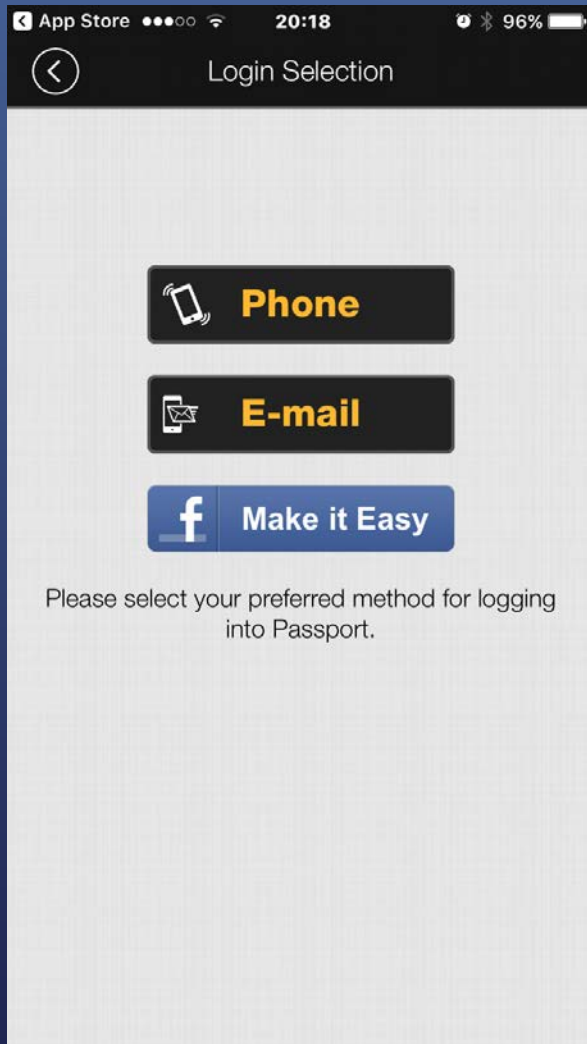 App Store 20:18 96%
Login Selection
Phone
E-mail
f Make it Easy
Please select your preferred method for logging
into Passport.